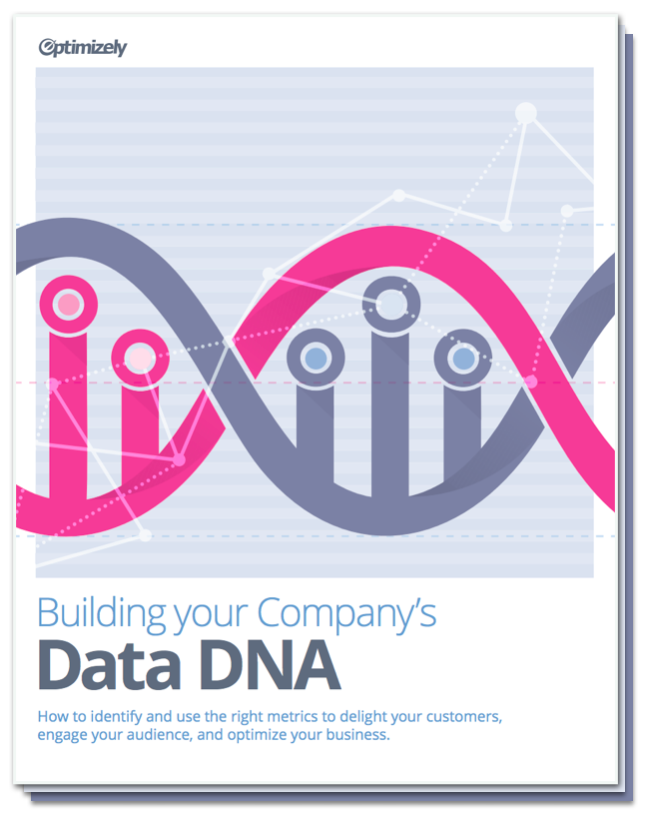 Optimizely
Building your Company's
Data DNA
How to identify and use the right metrics to delight your customers,
engage your audience, and optimize your business.